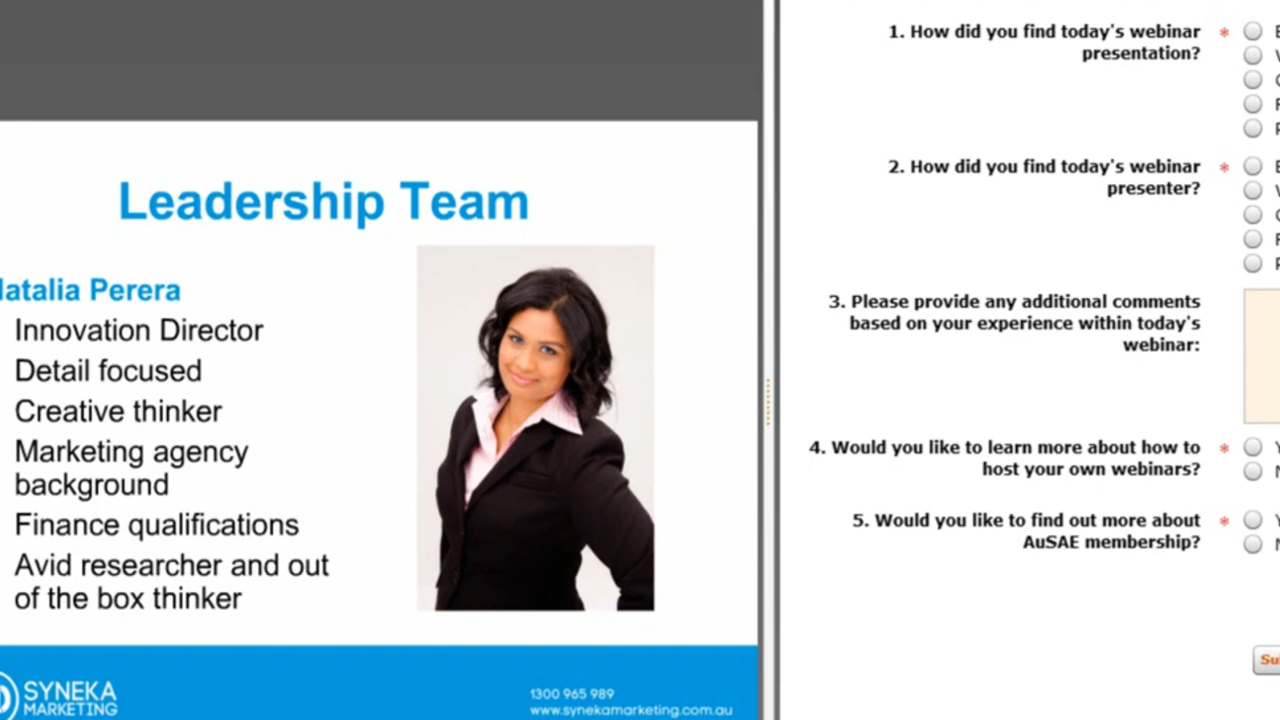 Leadership Team
Natalia Perera
Innovation Director
Detail focused
Creative thinker
Marketing agency
background
Finance qualifications
Avid researcher and out
of the box thinker
SYNEKA
MARKETING
1300 965 989
www.synekamarketing.com.au
1. How did you find today's webinar *
presentation?
2. How did you find today's webinar *
presenter?
3. Please provide any additional comments
based on your experience within today's
webinar:
4. Would you like to learn more about how to *
host your own webinars?
5. Would you like to find out more about *
AuSAE membership?